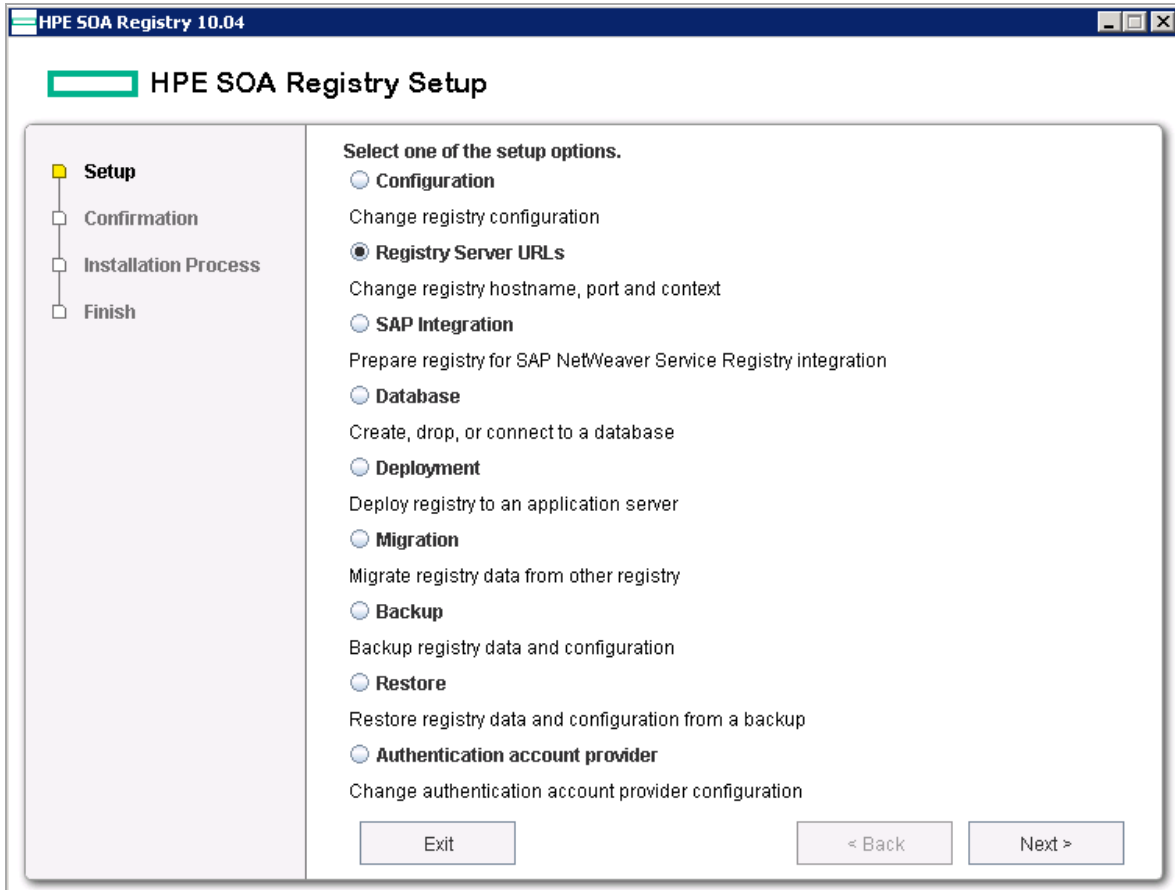 HPE SOA Registry 10.04
HPE SOA Registry Setup
Setup
Confirmation
Installation Process
Finish
Select one of the setup options.
Configuration
Change registry configuration
Registry Server URLs
Change registry hostname, port and context
SAP Integration
Prepare registry for SAP NetWeaver Service Registry integration
Database
Create, drop, or connect to a database
Deployment
Deploy registry to an application server
Migration
Migrate registry data from other registry
Backup
Backup registry data and configuration
Restore
Restore registry data and configuration from a backup
Authentication account provider
Change authentication account provider configuration
Exit
< Back
Next >